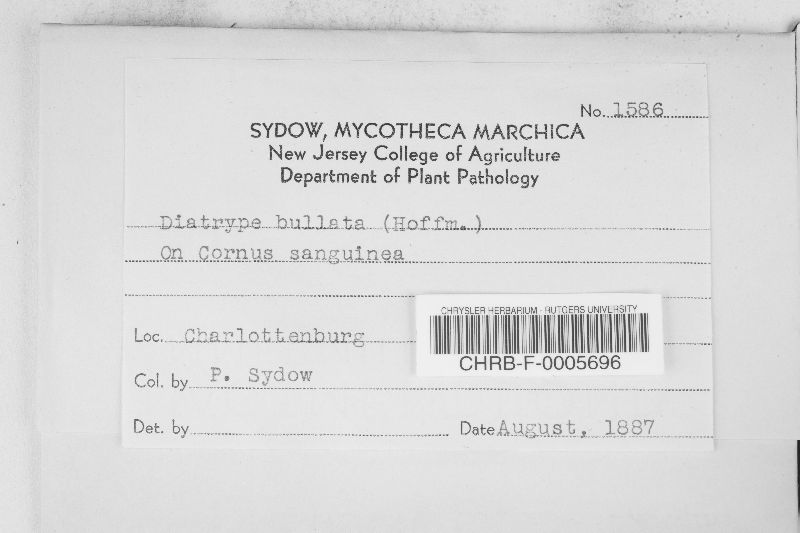 No. 1586
SYDOW, MYCOTHECA MARCHICA
New Jersey College of Agriculture
Department of Plant Pathology
Diatrype bullata (Hoffm.)
On Cornus sanguinea
CHRYSLER HERBARIUM - RUTGERS UNIVERSITY
CHRB-F-0005696
Loc. Charlottenburg
Col. by P. Sydow
Det. by
Date August, 1887